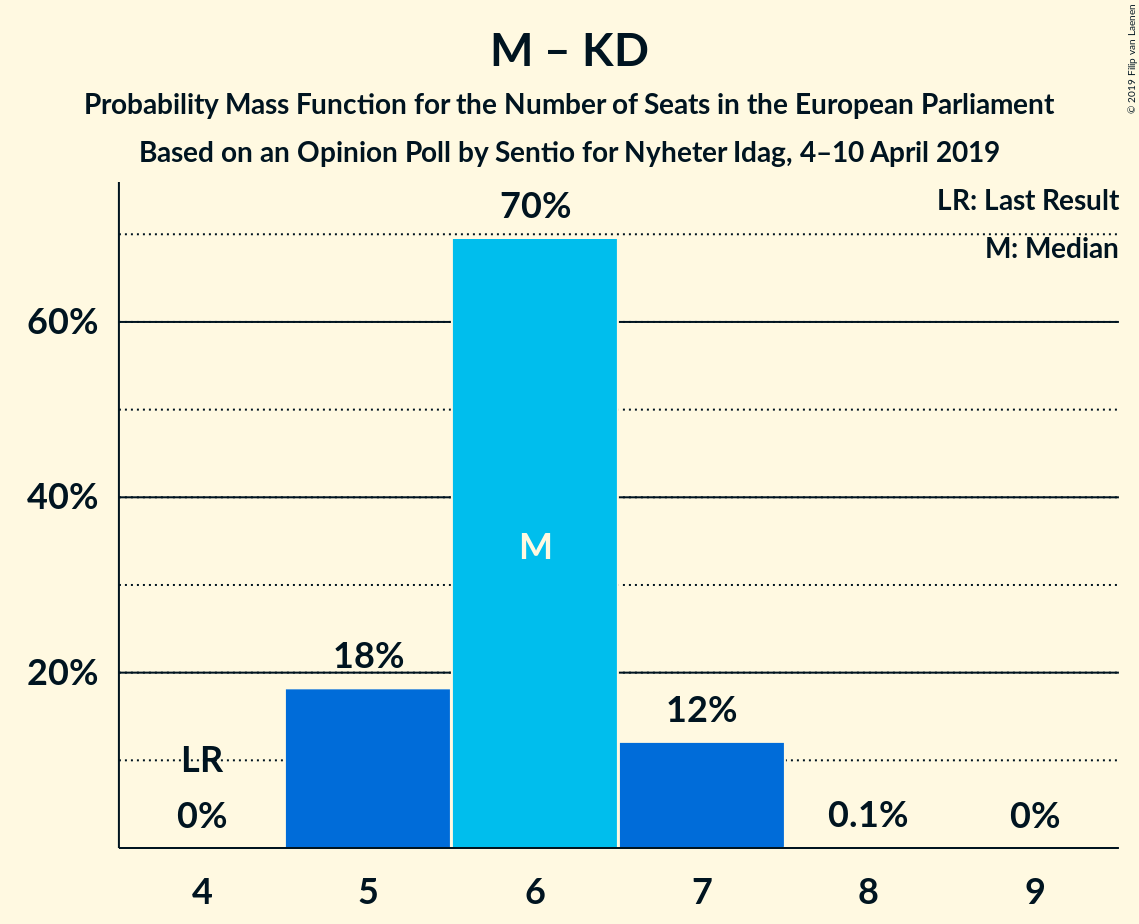 M – KD
Probability Mass Function for the Number of Seats in the European Parliament
Based on an Opinion Poll by Sentio for Nyheter Idag, 4–10 April 2019
© 2019 Filip van Laenen
LR: Last Result
M: Median
70%
60%
40%
M
20%
18%
12%
LR
0%
0.1%
0%
4 5 6 7 8 9